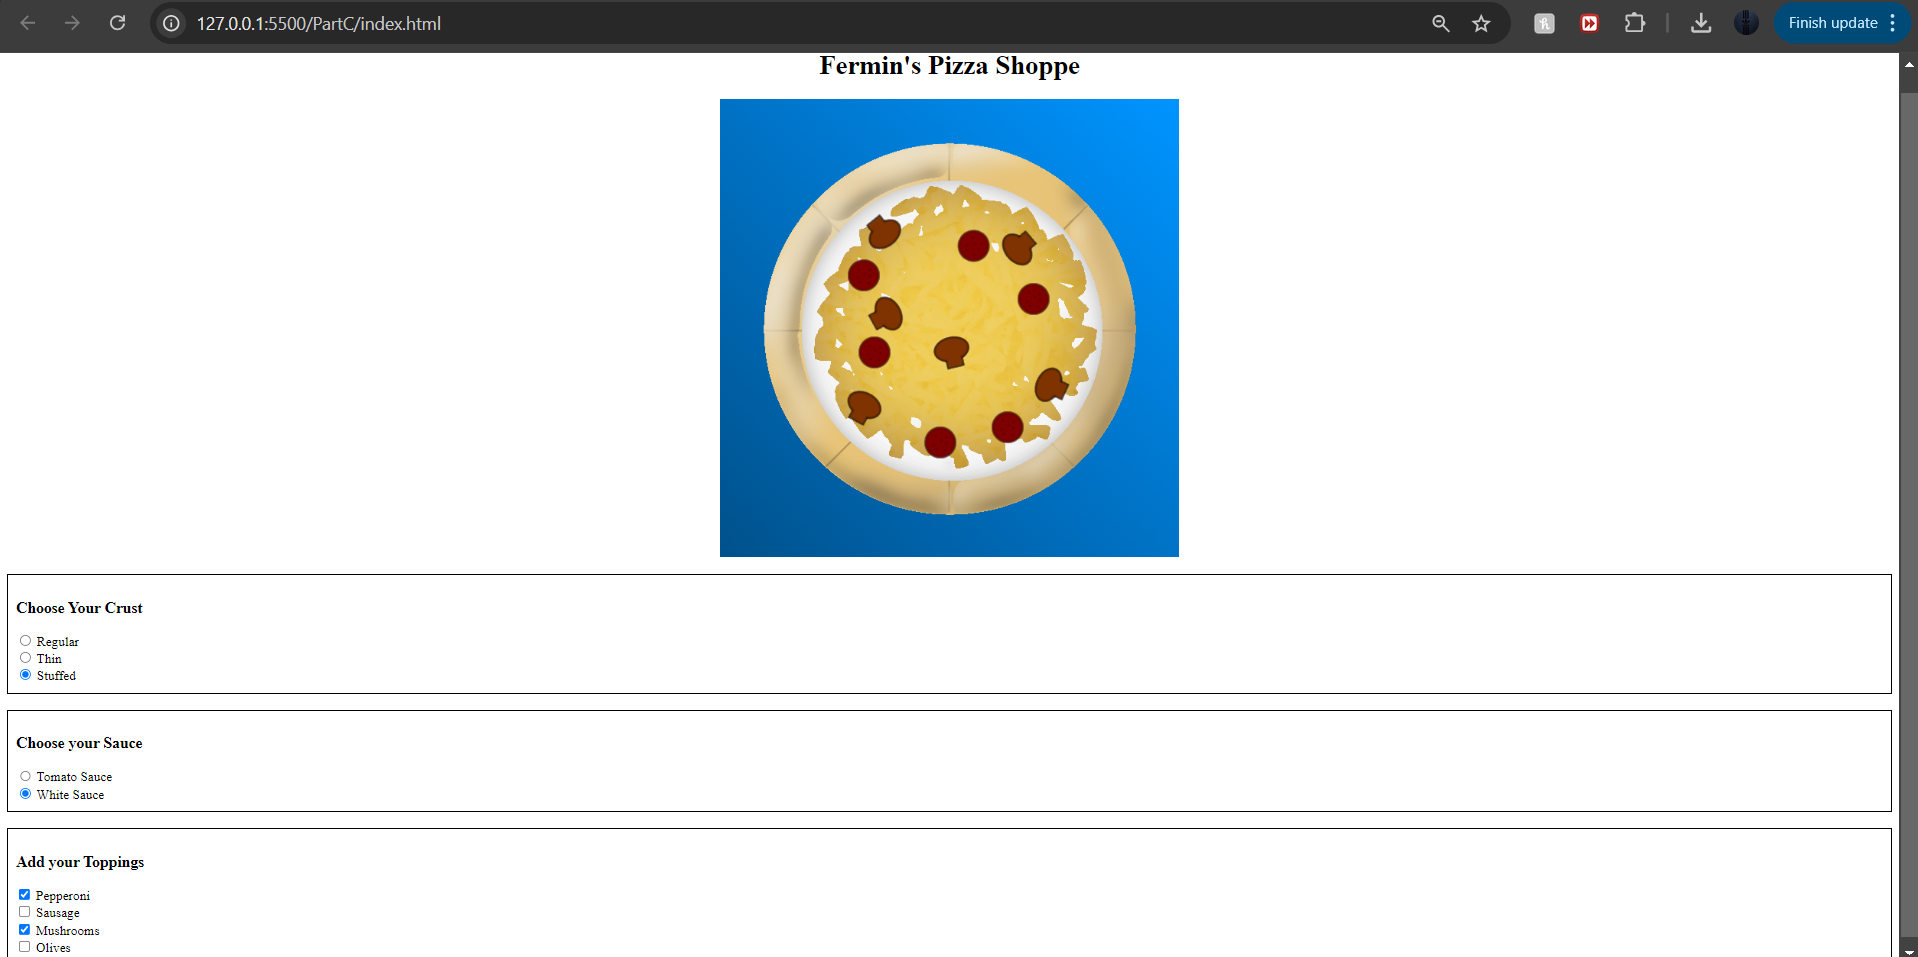 127.0.0.1:5500/PartC/index.html
Finish update
Fermin's Pizza Shoppe
Choose Your Crust
Regular
Thin
Stuffed
Choose your Sauce
Tomato Sauce
White Sauce
Add your Toppings
Pepperoni
Sausage
Mushrooms
Olives